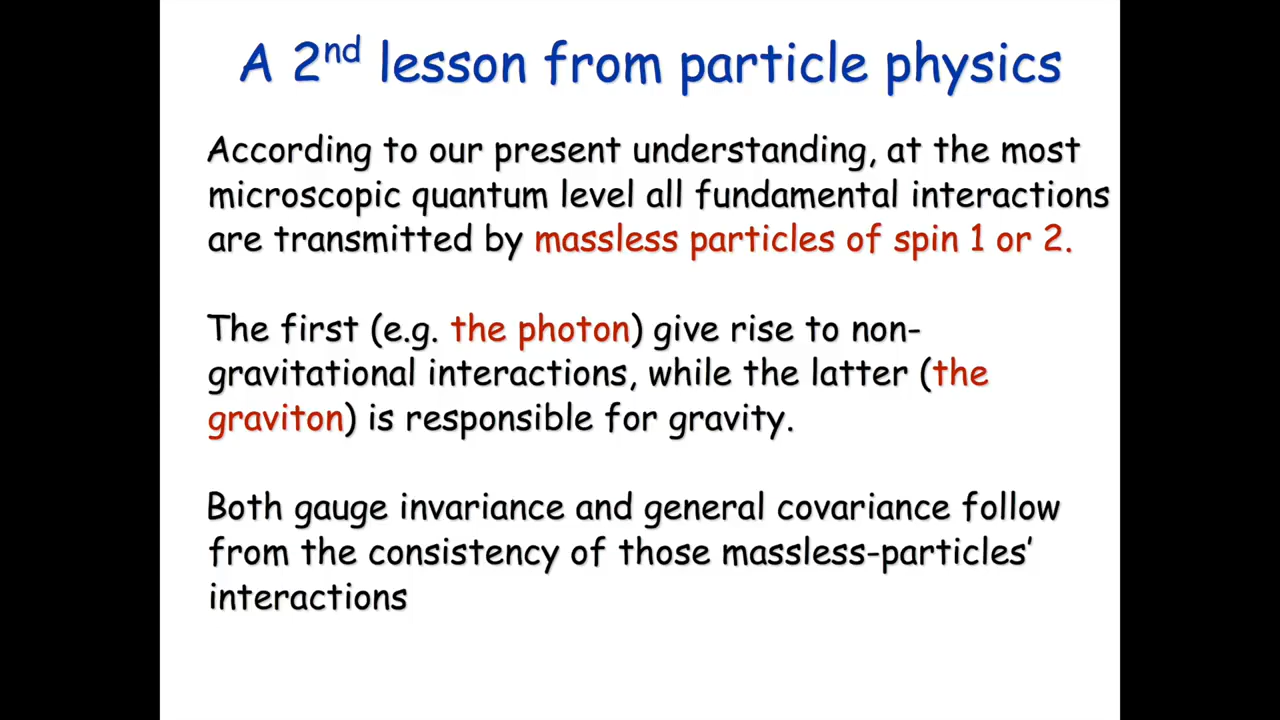 A 2nd lesson from particle physics
According to our present understanding, at the most
microscopic quantum level all fundamental interactions
are transmitted by massless particles of spin 1 or 2.
The first (e.g. the photon) give rise to non-
gravitational interactions, while the latter (the
graviton) is responsible for gravity.
Both gauge invariance and general covariance follow
from the consistency of those massless-particles’
interactions